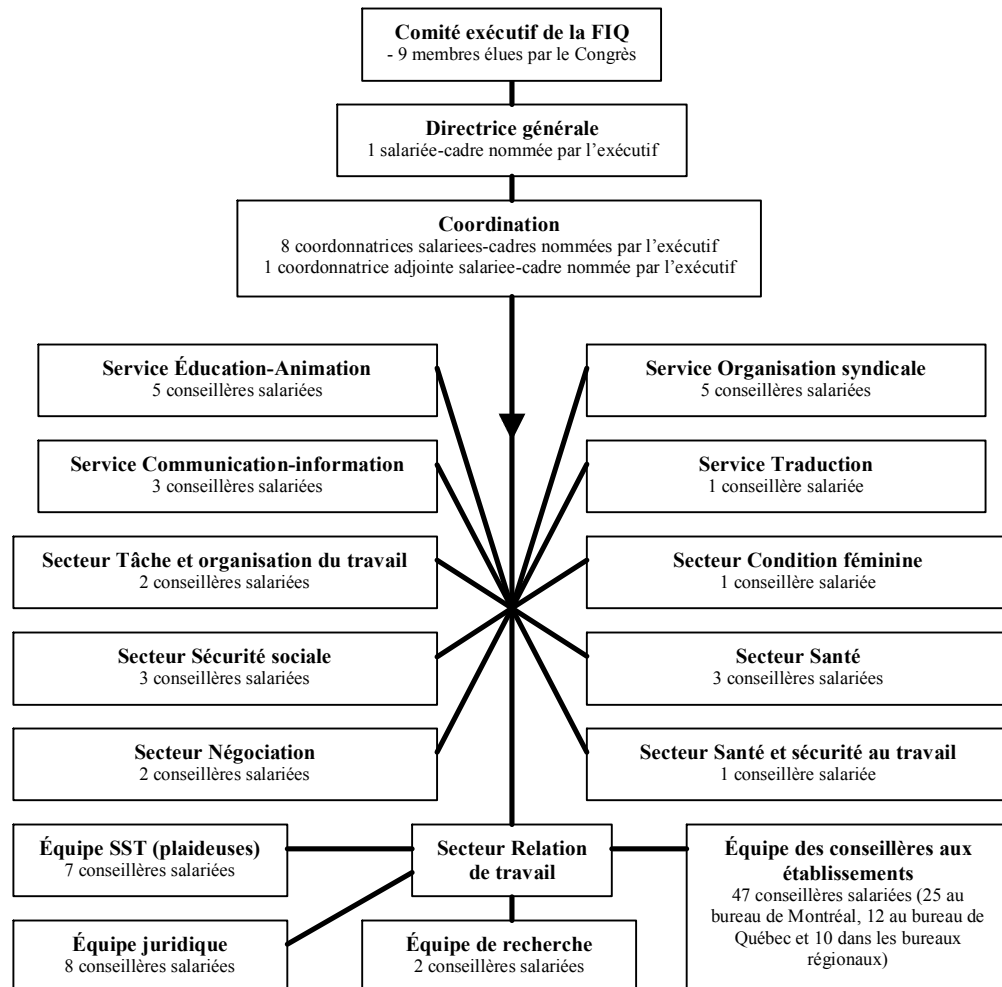 Comité exécutif de la FIQ
- 9 membres élues par le Congrès
Directrice générale
1 salariée-cadre nommée par l'exécutif
Coordination
8 coordonnatrices salariees-cadres nommées par l'exécutif
1 coordonnatrice adjointe salariee-cadre nommée par l'exécutif
Service Éducation-Animation
5 conseillères salariées
Service Organisation syndicale
5 conseillères salariées
Service Communication-information
3 conseillères salariées
Service Traduction
1 conseillère salariée
Secteur Tâche et organisation du travail
2 conseillères salariées
Secteur Condition féminine
1 conseillère salariée
Secteur Sécurité sociale
3 conseillères salariées
Secteur Santé
3 conseillères salariées
Secteur Négociation
2 conseillères salariées
Secteur Santé et sécurité au travail
1 conseillère salariée
Équipe SST (plaideuses)
7 conseillères salariées
Secteur Relation
de travail
Équipe des conseillères aux
établissements
47 conseillères salariées (25 au
bureau de Montréal, 12 au bureau de
Québec et 10 dans les bureaux
régionaux)
Équipe juridique
8 conseillères salariées
Équipe de recherche
2 conseillères salariées